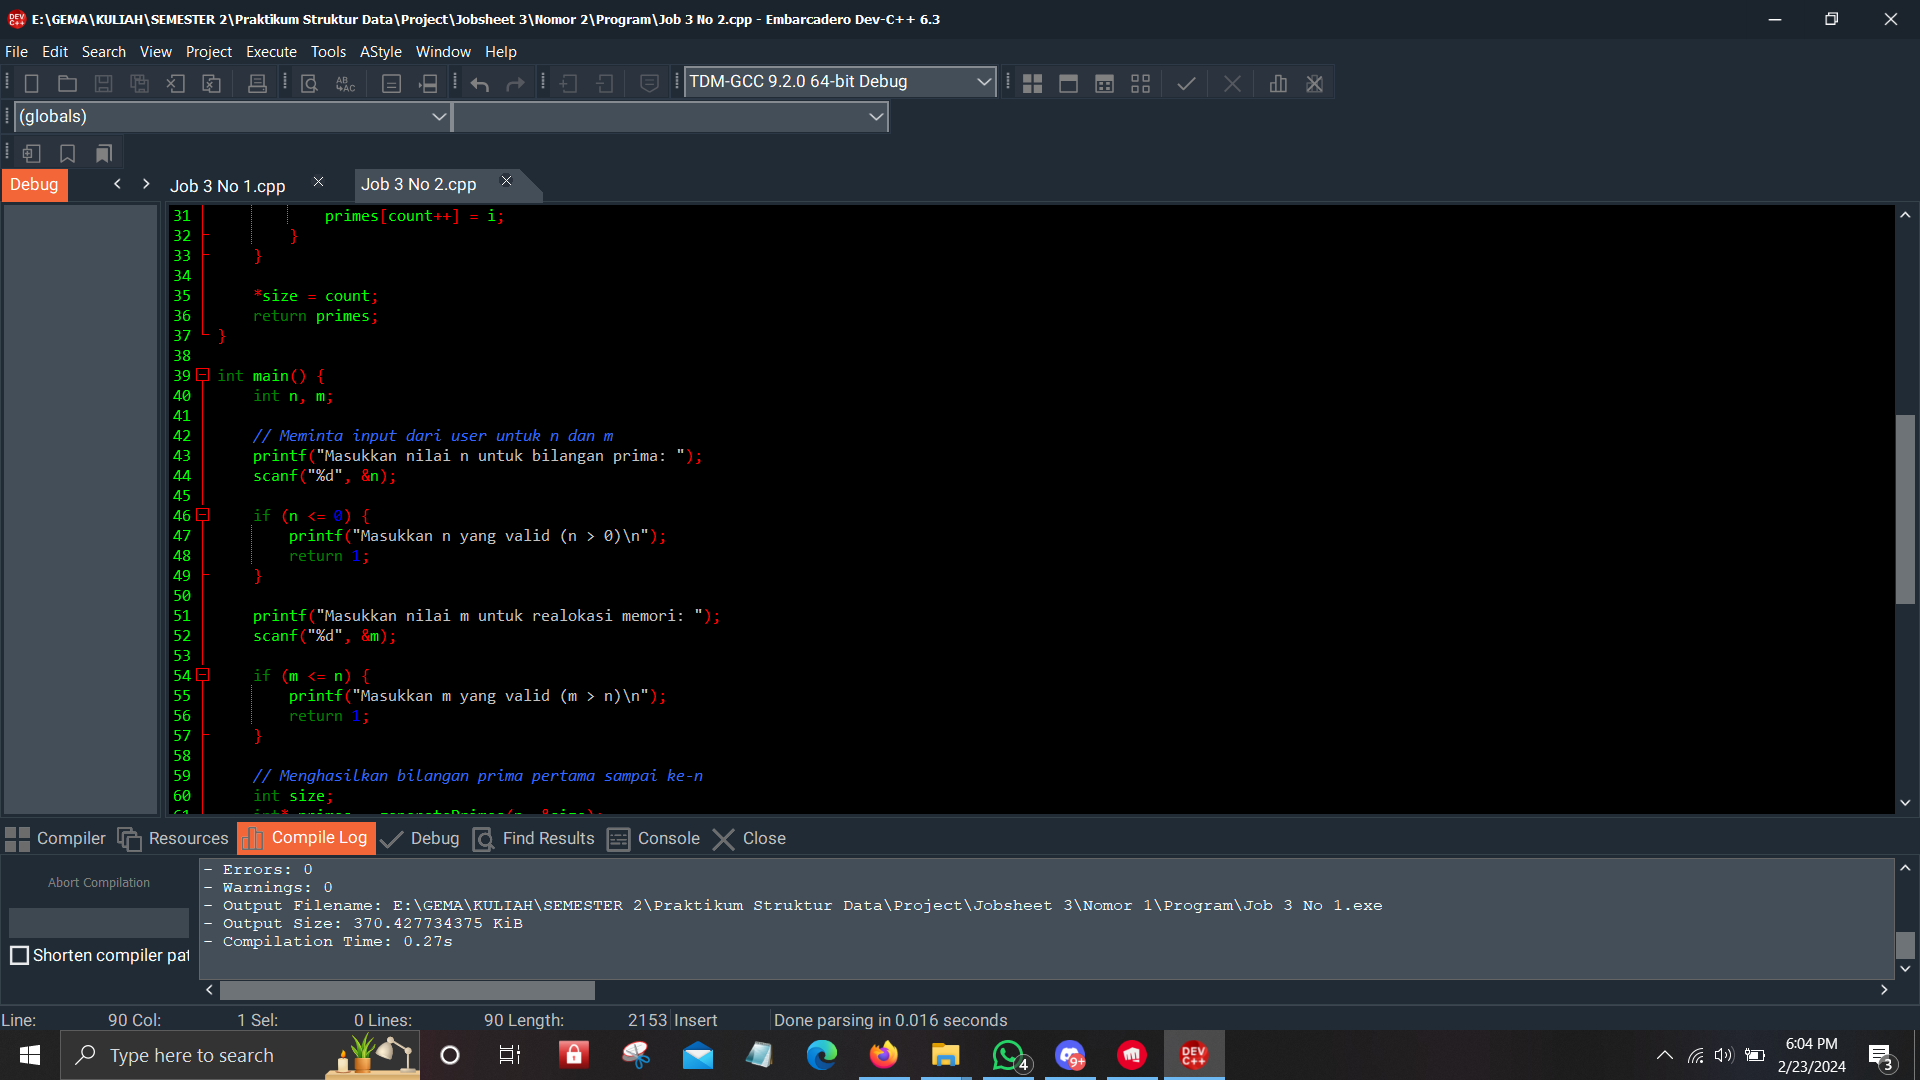 E:\GEMA\KULIAH\SEMESTER 2\Praktikum Struktur Data\Project\Jobsheet 3\Nomor 2\Program\Job 3 No 2.cpp - Embarcadero Dev-C++ 6.3
File Edit Search View Project Execute Tools AStyle Window Help
TDM-GCC 9.2.0 64-bit Debug
(globals)
Debug Job 3 No 1.cpp Job 3 No 2.cpp
31 primes[count++] = i;
32 }
33 }
34
35 *size = count;
36 return primes;
37 }
38
39 int main() {
40 int n, m;
41
42 // Meminta input dari user untuk n dan m
43 printf("Masukkan nilai n untuk bilangan prima: ");
44 scanf("%d", &n);
45
46 if (n <= 0) {
47 printf("Masukkan n yang valid (n > 0)\n");
48 return 1;
49 }
50
51 printf("Masukkan nilai m untuk realokasi memori: ");
52 scanf("%d", &m);
53
54 if (m <= n) {
55 printf("Masukkan m yang valid (m > n)\n");
56 return 1;
57 }
58
59 // Menghasilkan bilangan prima pertama sampai ke-n
60 int size;
Compiler Resources Compile Log Debug Find Results Console Close
Abort Compilation
Shorten compiler pat
- Errors: 0
- Warnings: 0
- Output Filename: E:\GEMA\KULIAH\SEMESTER 2\Praktikum Struktur Data\Project\Jobsheet 3\Nomor 1\Program\Job 3 No 1.exe
- Output Size: 370.427734375 KiB
- Compilation Time: 0.27s
Line: 90 Col: 1 Sel: 0 Lines: 90 Length: 2153 Insert Done parsing in 0.016 seconds
Type here to search
4
9+
DEV C++
6:04 PM
2/23/2024
3